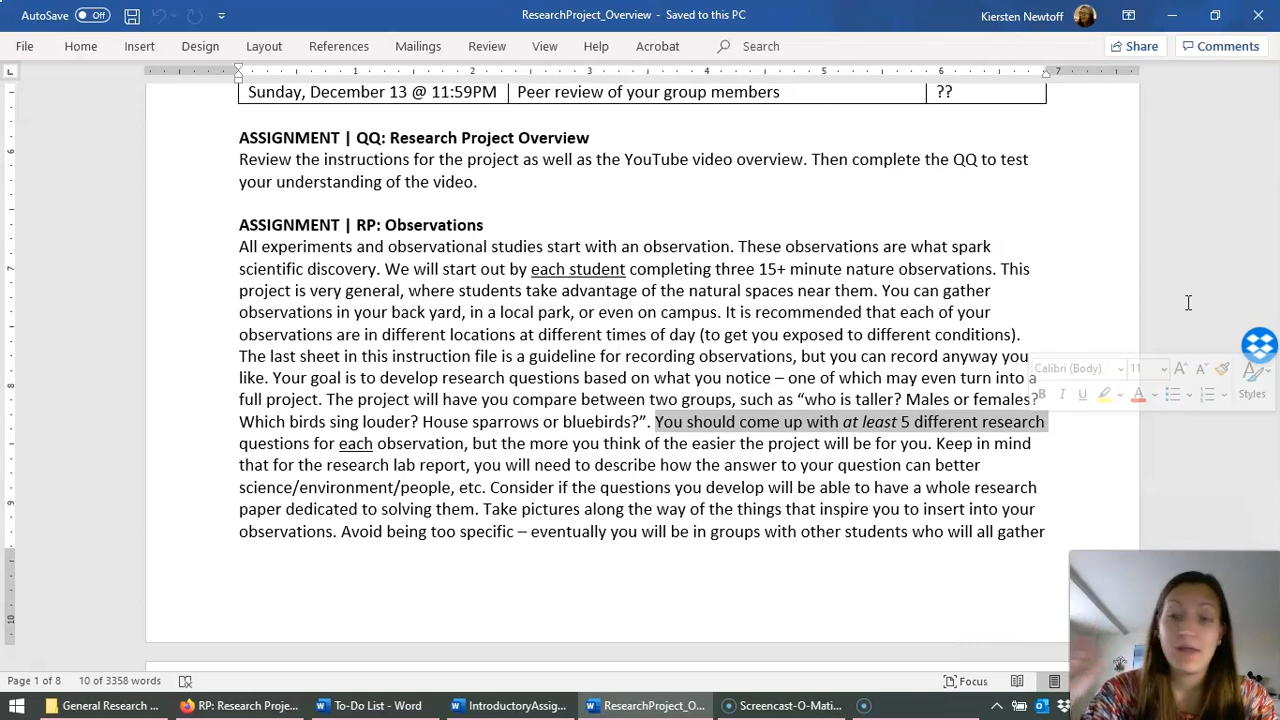 AutoSave Off ResearchProject_Overview - Saved to this PC Kiersten Newtoff
File Home Insert Design Layout References Mailings Review View Help Acrobat Search Share Comments
1 2 3 4 5 6 7
Sunday, December 13 @ 11:59PM Peer review of your group members ??
ASSIGNMENT | QQ: Research Project Overview
Review the instructions for the project as well as the YouTube video overview. Then complete the QQ to test
your understanding of the video.
ASSIGNMENT | RP: Observations
All experiments and observational studies start with an observation. These observations are what spark
scientific discovery. We will start out by each student completing three 15+ minute nature observations. This
project is very general, where students take advantage of the natural spaces near them. You can gather
observations in your back yard, in a local park, or even on campus. It is recommended that each of your
observations are in different locations at different times of day (to get you exposed to different conditions).
The last sheet in this instruction file is a guideline for recording observations, but you can record anyway you
like. Your goal is to develop research questions based on what you notice – one of which may even turn into a
full project. The project will have you compare between two groups, such as “who is taller? Males or females?
Which birds sing louder? House sparrows or bluebirds?”. You should come up with at least 5 different research
questions for each observation, but the more you think of the easier the project will be for you. Keep in mind
that for the research lab report, you will need to describe how the answer to your question can better
science/environment/people, etc. Consider if the questions you develop will be able to have a whole research
paper dedicated to solving them. Take pictures along the way of the things that inspire you to insert into your
observations. Avoid being too specific – eventually you will be in groups with other students who will all gather
6
7
8
9
10
Calibri (Body) 11
B I U A Styles
Page 1 of 8 10 of 3358 words Focus
General Research ... RP: Research Proje... To-Do List - Word IntroductoryAssig... ResearchProject_O... Screencast-O-Mati...